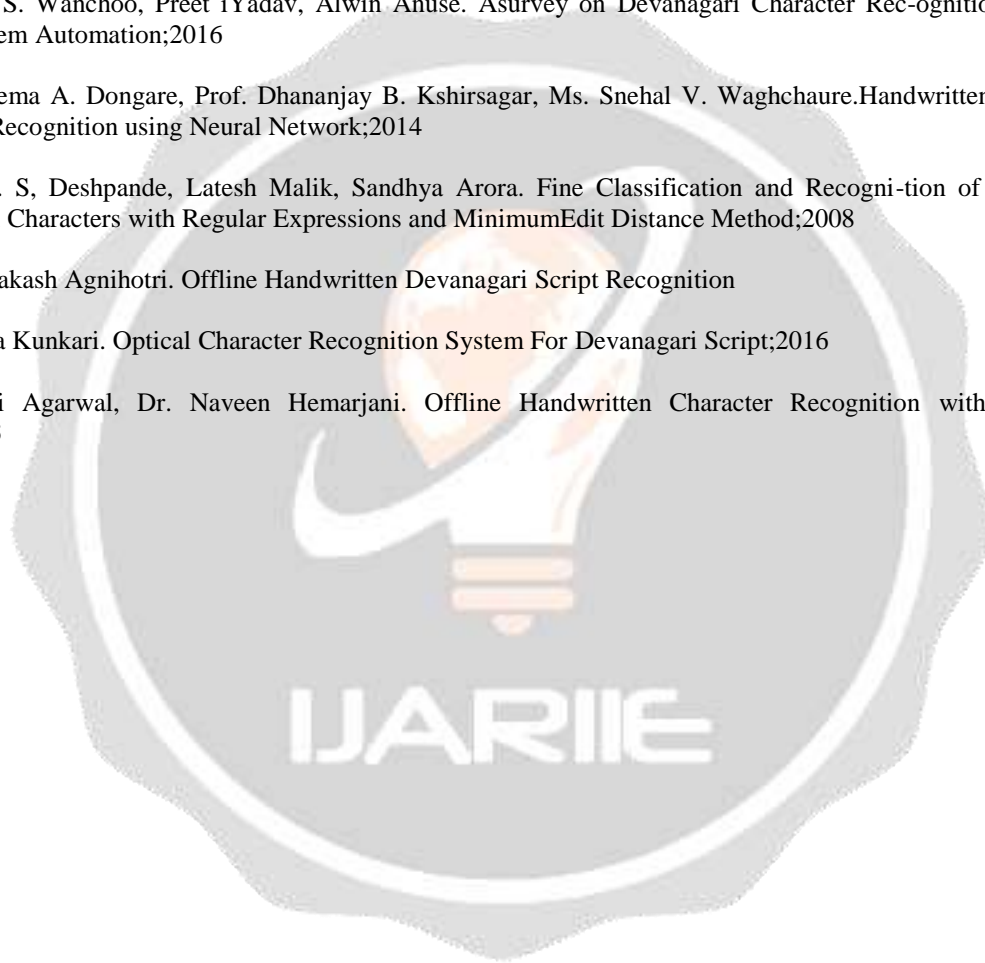 S. Wanchoo, Preet iYadav, Alwin Anuse. Asurvey on Devanagari Character Rec-ognitio
em Automation;2016
ema A. Dongare, Prof. Dhananjay B. Kshirsagar, Ms. Snehal V. Waghchaure.Handwritten
Recognition using Neural Network;2014
. S, Deshpande, Latesh Malik, Sandhya Arora. Fine Classification and Recogni-tion of
Characters with Regular Expressions and MinimumEdit Distance Method;2008
akash Agnihotri. Offline Handwritten Devanagari Script Recognition
a Kunkari. Optical Character Recognition System For Devanagari Script;2016
i Agarwal, Dr. Naveen Hemarjani. Offline Handwritten Character Recognition with
IJARIIE